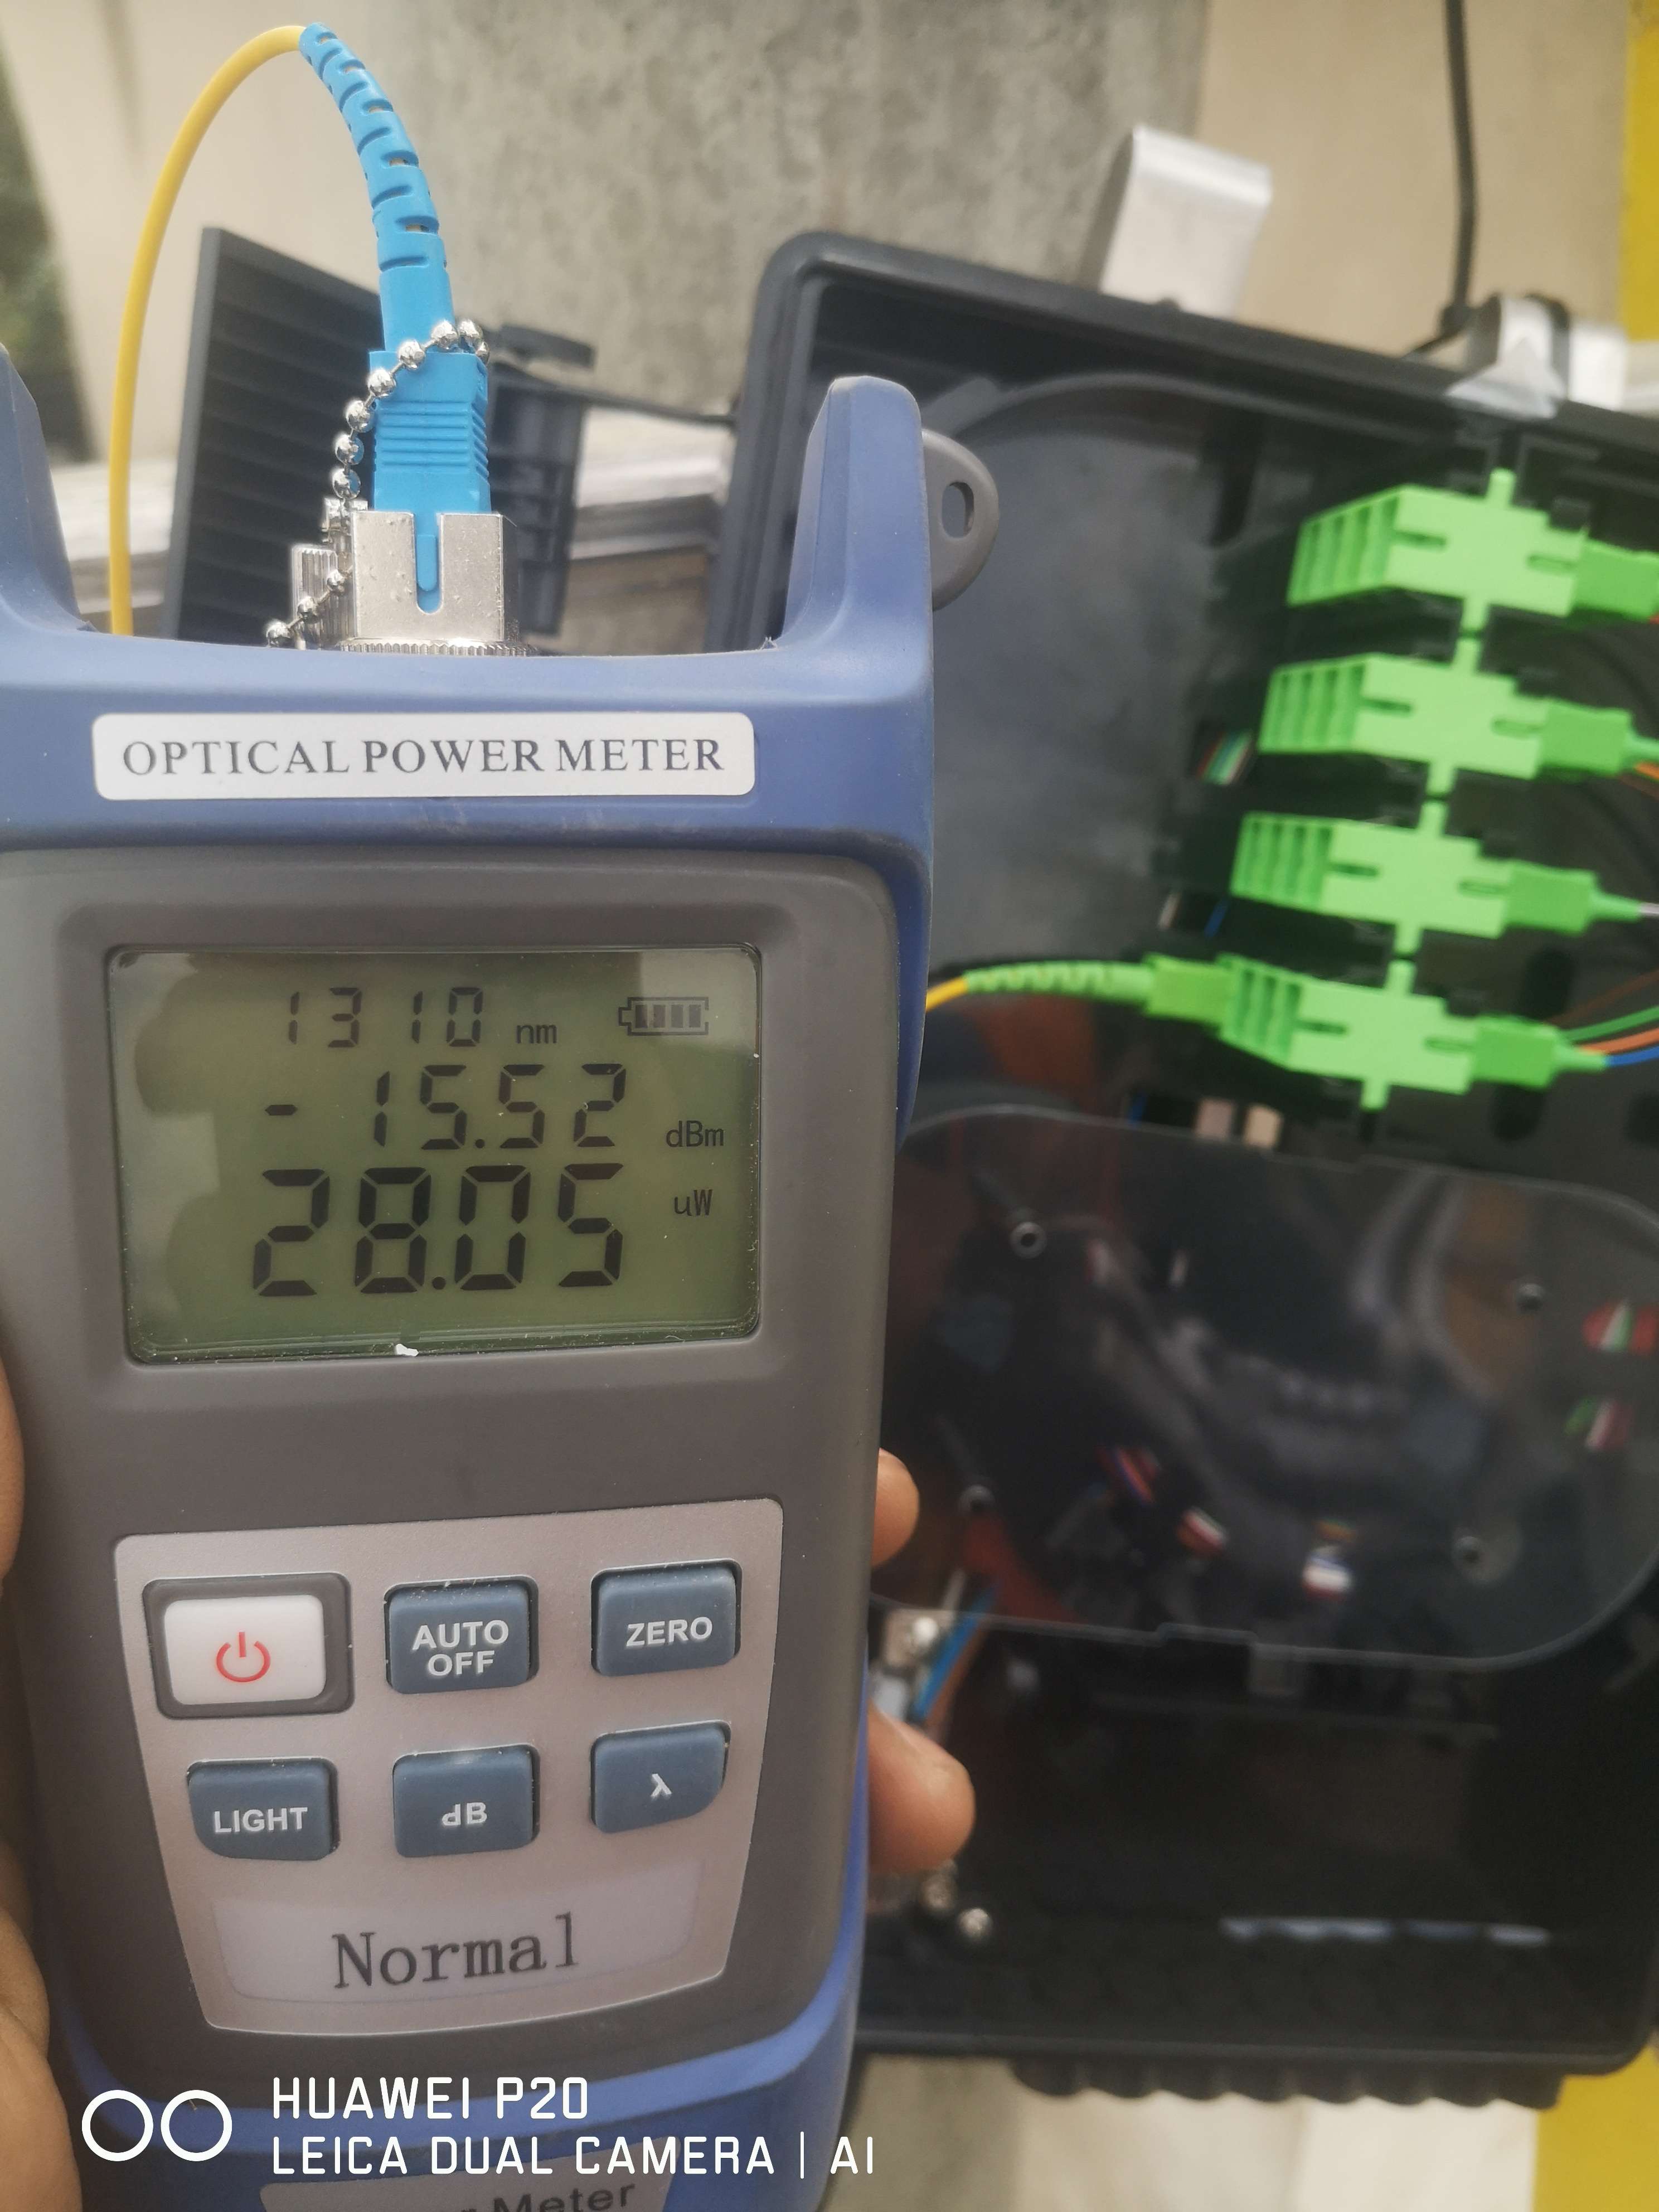 OPTICAL POWER METER
1310 nm
-15.52 dBm
28.05 uW
AUTO OFF
ZERO
LIGHT
dB
λ
Normal
HUAWEI P20
LEICA DUAL CAMERA | AI
Meter